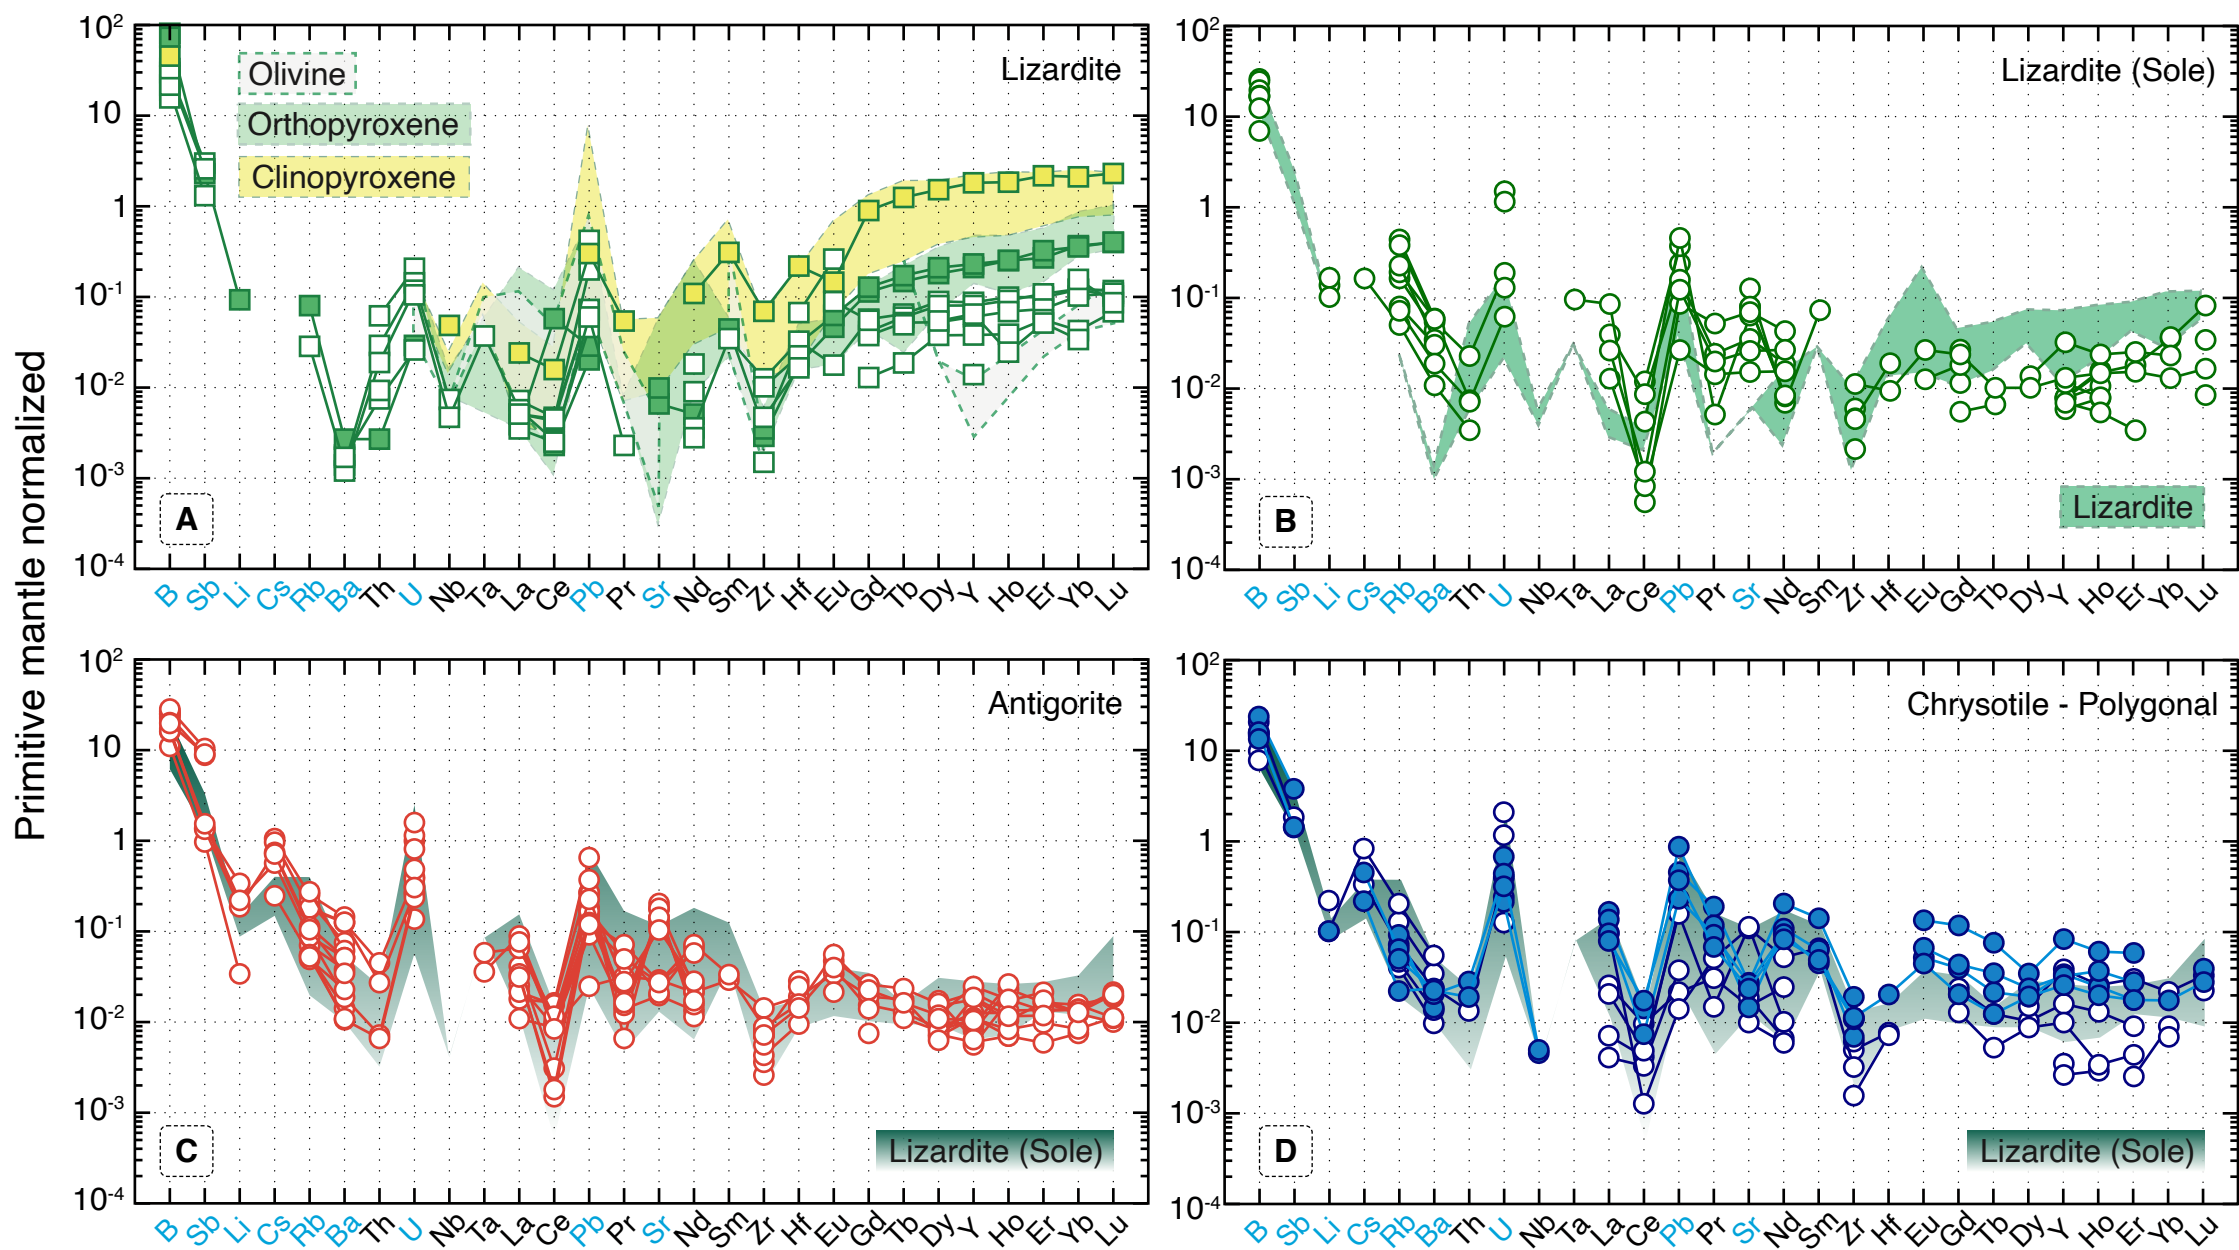 Primitive mantle normalized
10² 10 1 10⁻¹ 10⁻² 10⁻³ 10⁻⁴
Olivine
Orthopyroxene
Clinopyroxene
Lizardite
A
B Sb Li Cs Rb Ba Th U Nb Ta La Ce Pb Pr Sr Nd Sm Zr Hf Eu Gd Tb Dy Y Ho Er Yb Lu
10² 10 1 10⁻¹ 10⁻² 10⁻³ 10⁻⁴
Lizardite (Sole)
Lizardite
B
B Sb Li Cs Rb Ba Th U Nb Ta La Ce Pb Pr Sr Nd Sm Zr Hf Eu Gd Tb Dy Y Ho Er Yb Lu
10² 10 1 10⁻¹ 10⁻² 10⁻³ 10⁻⁴
Antigorite
Lizardite (Sole)
C
B Sb Li Cs Rb Ba Th U Nb Ta La Ce Pb Pr Sr Nd Sm Zr Hf Eu Gd Tb Dy Y Ho Er Yb Lu
10² 10 1 10⁻¹ 10⁻² 10⁻³ 10⁻⁴
Chrysotile - Polygonal
Lizardite (Sole)
D
B Sb Li Cs Rb Ba Th U Nb Ta La Ce Pb Pr Sr Nd Sm Zr Hf Eu Gd Tb Dy Y Ho Er Yb Lu